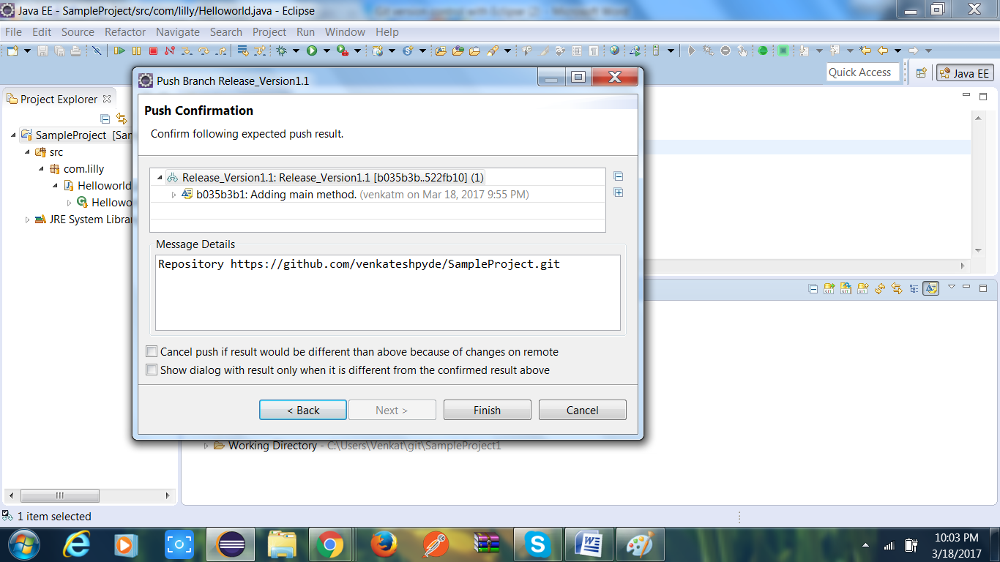 Java EE - SampleProject/src/com/lilly/Helloworld.java - Eclipse
File Edit Source Refactor Navigate Search Project Run Window Help
Quick Access
Java EE
Project Explorer
SampleProject [Sam
src
com.lilly
Helloworld
Hellowo
JRE System Librar
Push Branch Release_Version1.1
Push Confirmation
Confirm following expected push result.
Release_Version1.1: Release_Version1.1 [b035b3b..522fb10] (1)
b035b3b1: Adding main method. (venkatm on Mar 18, 2017 9:55 PM)
Message Details
Repository https://github.com/venkateshpyde/SampleProject.git
Cancel push if result would be different than above because of changes on remote
Show dialog with result only when it is different from the confirmed result above
< Back Next > Finish Cancel
Working Directory - C:\Users\Venkat\git\SampleProject1
1 item selected
10:03 PM
3/18/2017